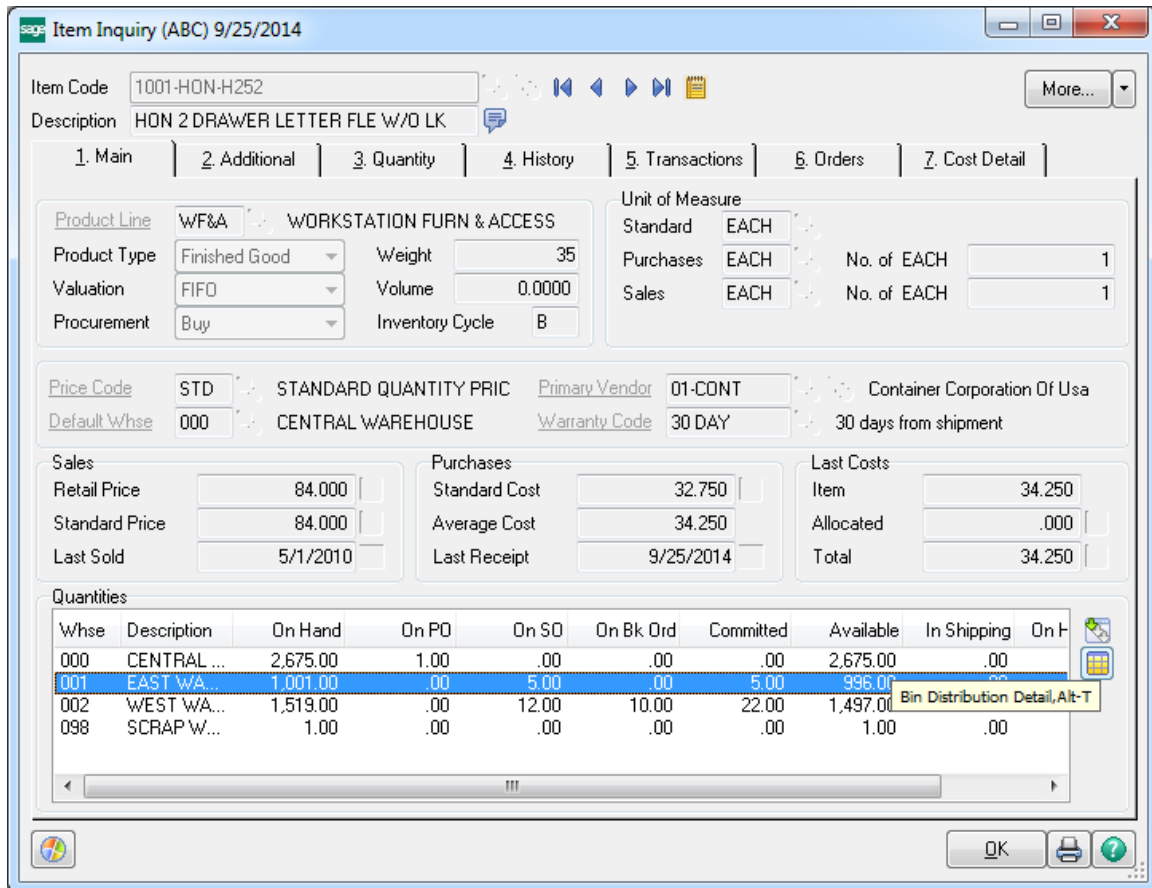 sage Item Inquiry (ABC) 9/25/2014
Item Code 1001-HON-H252 More...
Description HON 2 DRAWER LETTER FLE W/O LK
1. Main 2. Additional 3. Quantity 4. History 5. Transactions 6. Orders 7. Cost Detail
Unit of Measure
Product Line WF&A WORKSTATION FURN & ACCESS Standard EACH
Product Type Finished Good Weight 35 Purchases EACH No. of EACH 1
Valuation FIFO Volume 0.0000 Sales EACH No. of EACH 1
Procurement Buy Inventory Cycle B
Price Code STD STANDARD QUANTITY PRIC Primary Vendor 01-CONT Container Corporation Of Usa
Default Whse 000 CENTRAL WAREHOUSE Warranty Code 30 DAY 30 days from shipment
Sales Purchases Last Costs
Retail Price 84.000 Standard Cost 32.750 Item 34.250
Standard Price 84.000 Average Cost 34.250 Allocated .000
Last Sold 5/1/2010 Last Receipt 9/25/2014 Total 34.250
Quantities
Whse Description On Hand On PO On SO On Bk Ord Committed Available In Shipping On H
000 CENTRAL ... 2,675.00 1.00 .00 .00 .00 2,675.00 .00
001 EAST WA... 1,001.00 .00 5.00 .00 5.00 996.00
Bin Distribution Detail,Alt-T
002 WEST WA... 1,519.00 .00 12.00 10.00 22.00 1,497.00
098 SCRAP W... 1.00 .00 .00 .00 .00 1.00 .00
OK